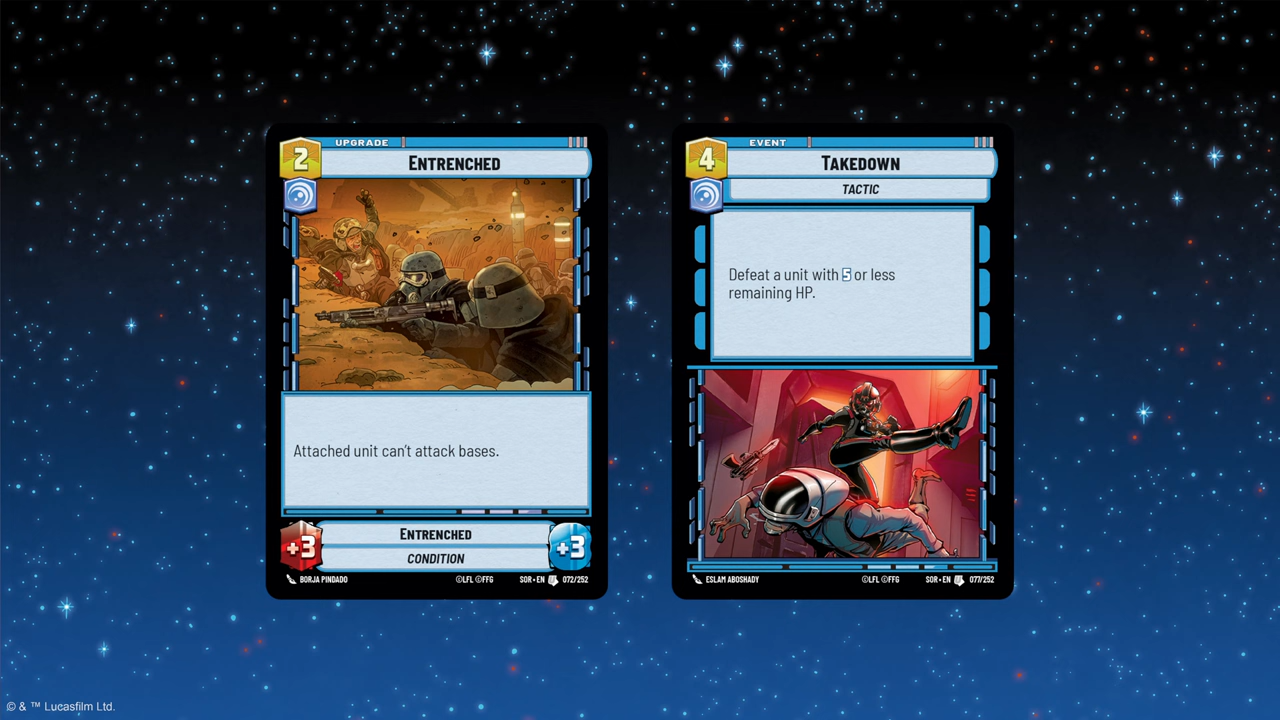 UPGRADE
2
ENTRENCHED
Attached unit can't attack bases.
+3
ENTRENCHED
CONDITION
+3
BORJA PINDADO
©LFL ©FFG
SOR•EN
072/252
EVENT
4
TAKEDOWN
TACTIC
Defeat a unit with 5 or less
remaining HP.
ESLAM ABOSHADY
©LFL ©FFG
SOR•EN
077/252
© & ™ Lucasfilm Ltd.